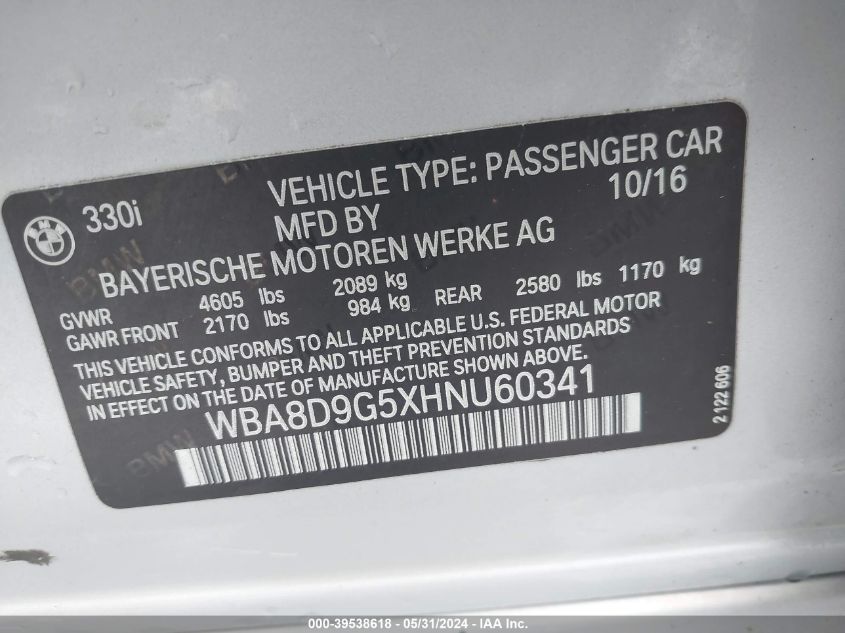 330i
VEHICLE TYPE: PASSENGER CAR
MFD BY 10/16
BAYERISCHE MOTOREN WERKE AG
GVWR 4605 lbs 2089 kg
GAWR FRONT 2170 lbs 984 kg REAR 2580 lbs 1170 kg
THIS VEHICLE CONFORMS TO ALL APPLICABLE U.S. FEDERAL MOTOR
VEHICLE SAFETY, BUMPER AND THEFT PREVENTION STANDARDS
IN EFFECT ON THE DATE OF MANUFACTURE SHOWN ABOVE.
WBA8D9G5XHNU60341
2 122 606
000-39538618 - 05/31/2024 - IAA Inc.